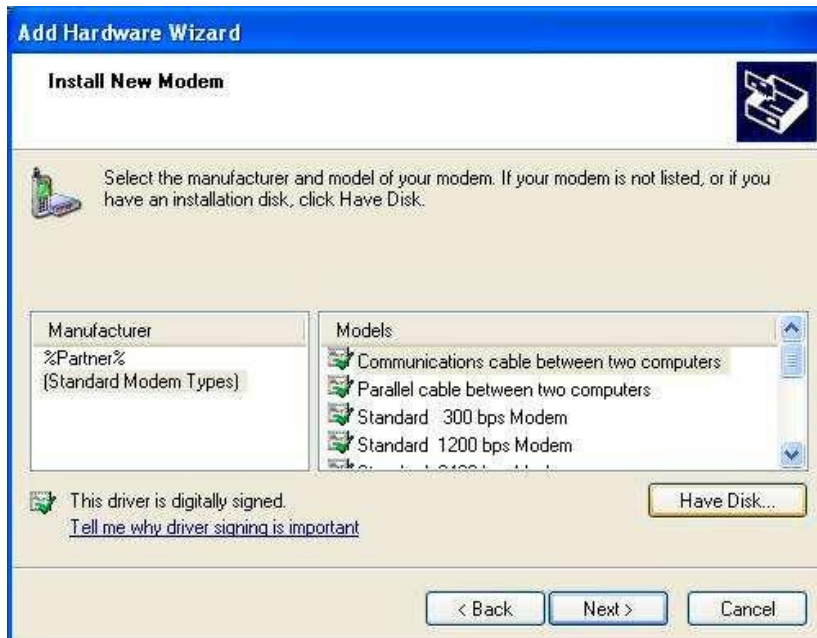 Add Hardware Wizard
Install New Modem
Select the manufacturer and model of your modem. If your modem is not listed, or if you
have an installation disk, click Have Disk.
Manufacturer
%Partner%
(Standard Modem Types)
Models
Communications cable between two computers
Parallel cable between two computers
Standard 300 bps Modem
Standard 1200 bps Modem
This driver is digitally signed.
Tell me why driver signing is important
Have Disk...
< Back
Next >
Cancel